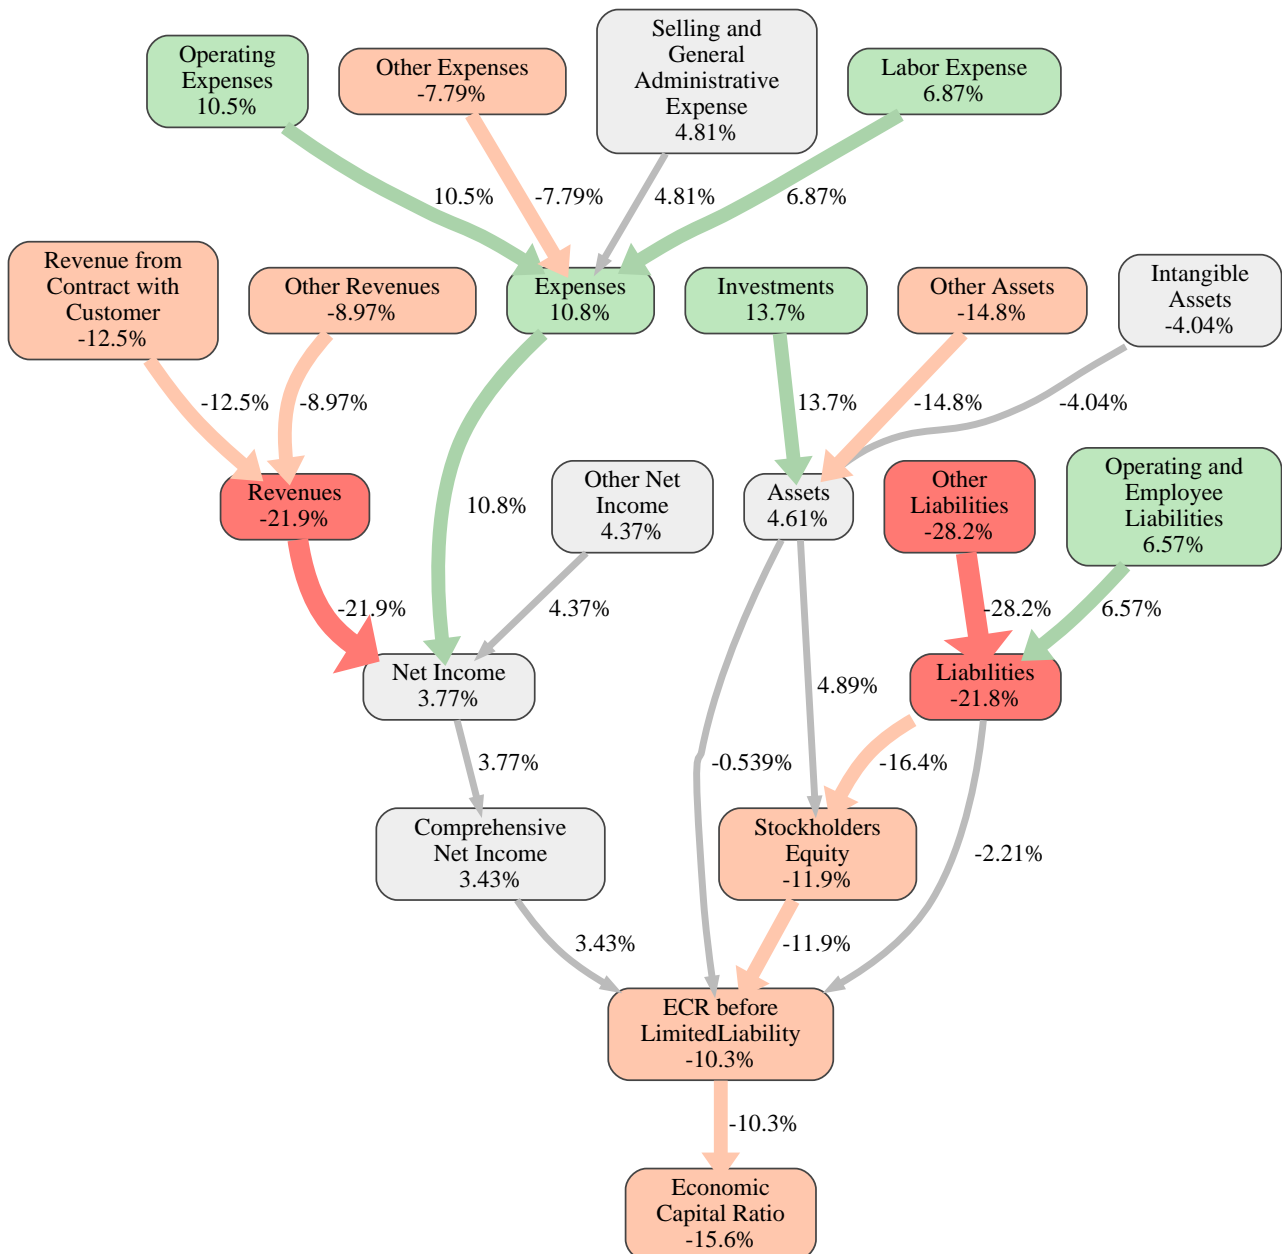 Operating
Expenses
10.5%
Other Expenses
-7.79%
Selling and
General
Administrative
Expense
4.81%
Labor Expense
6.87%
10.5%
-7.79%
4.81%
6.87%
Revenue from
Contract with
Customer
-12.5%
Other Revenues
-8.97%
Expenses
10.8%
Investments
13.7%
Other Assets
-14.8%
Intangible
Assets
-4.04%
-12.5%
-8.97%
13.7%
-14.8%
-4.04%
Revenues
-21.9%
10.8%
Other Net
Income
4.37%
Assets
4.61%
Other
Liabilities
-28.2%
Operating and
Employee
Liabilities
6.57%
-21.9%
4.37%
-28.2%
6.57%
Net Income
3.77%
4.89%
Liabilities
-21.8%
3.77%
-0.539%
-16.4%
Comprehensive
Net Income
3.43%
Stockholders
Equity
-11.9%
-2.21%
3.43%
-11.9%
ECR before
LimitedLiability
-10.3%
-10.3%
Economic
Capital Ratio
-15.6%